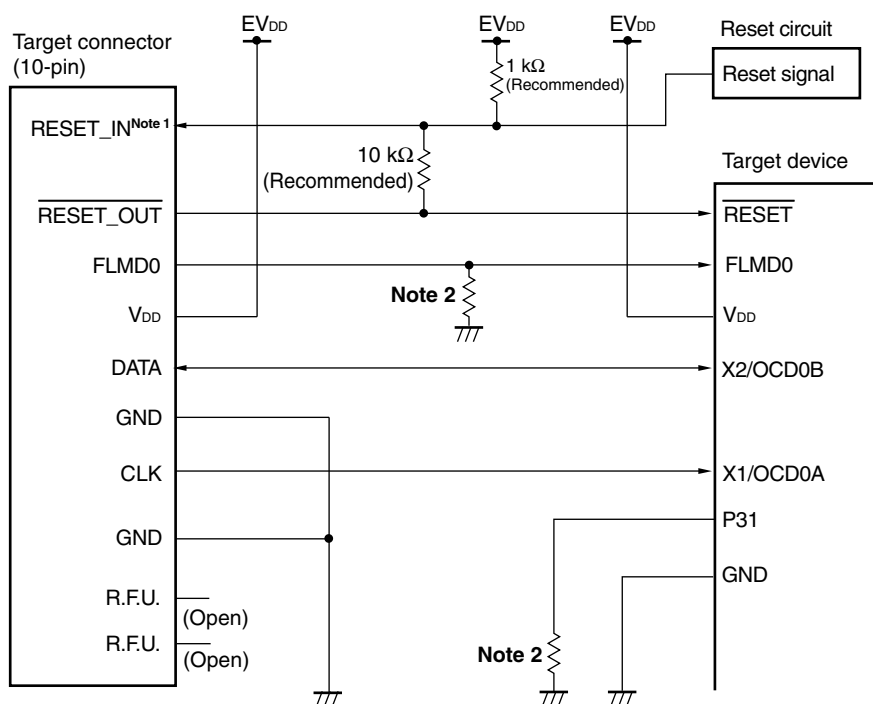 EVDD
EVDD
EVDD
Reset circuit
Target connector
(10-pin)
Reset signal
1 kΩ
(Recommended)
RESET_INNote 1
10 kΩ
(Recommended)
Target device
RESET_OUT
RESET
FLMD0
FLMD0
Note 2
VDD
VDD
DATA
X2/OCD0B
GND
CLK
X1/OCD0A
P31
GND
GND
R.F.U.
(Open)
R.F.U.
(Open)
Note 2